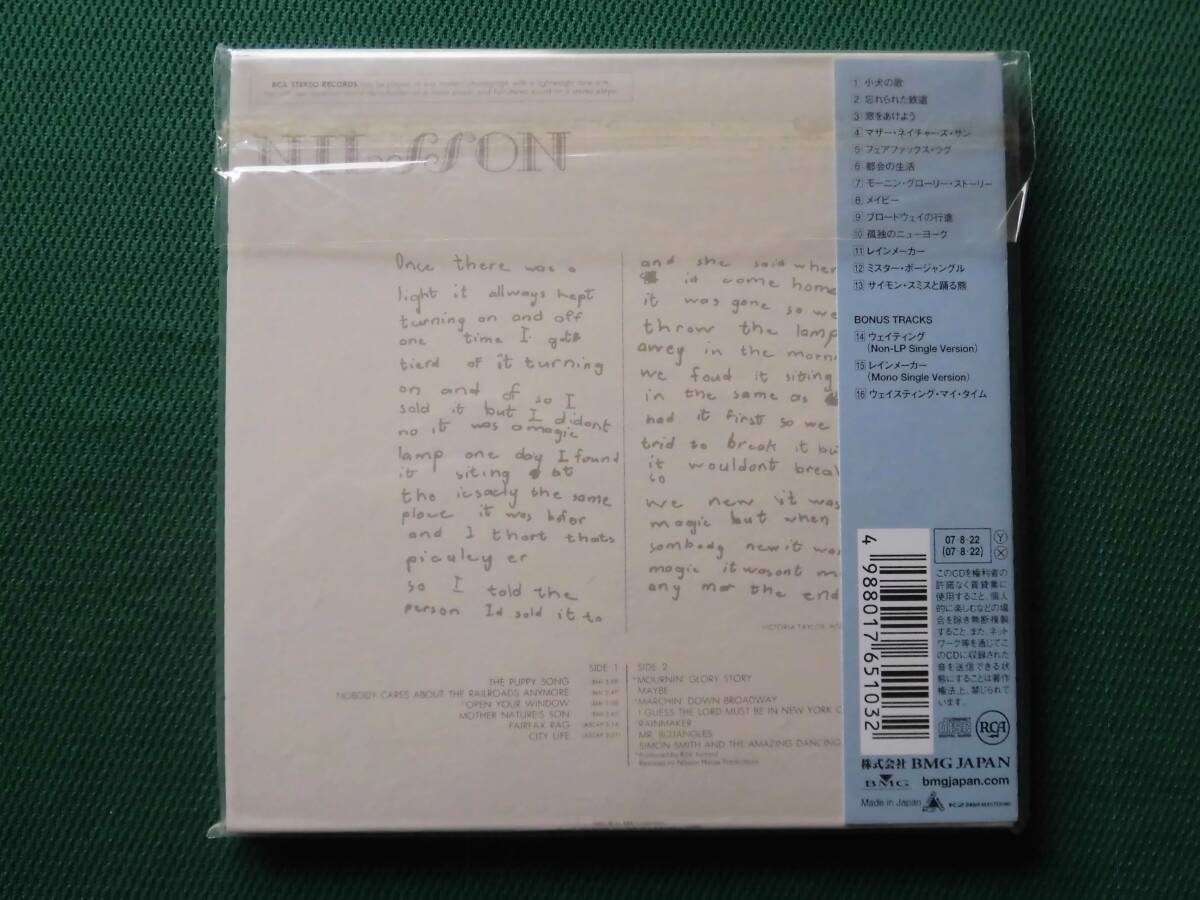 RCA STEREO RECORDS
NILSSON
Once there was a
light it allways kept
turning on and off
one time I gott
tierd of it turning
on and of so I
sold it but I didont
no it was amagic
lamp one day I found
it siting at
the icsacly the same
place it was bofor
and I thort thats
piculey er
so I told the
person Id sold it to
and she said wher
id come home
it was gone so we
throw the lamp
awey in the morni
we foud it siting
in the same as
had it first so we
trid to break it bui
it wouldont breal
so
we new it was
magic but when
sombody new it was
magic it wasont m
any mor the end
VICTORIA TAYLOR,
SIDE 1
THE PUPPY SONG
NOBODY CARES ABOUT THE RAILROADS ANYMORE
*OPEN YOUR WINDOW
MOTHER NATURE'S SON
FAIRFAX RAG
CITY LIFE
SIDE 2
*MOURNIN' GLORY STORY
MAYBE
*MARCHIN' DOWN BROADWAY
I GUESS THE LORD MUST BE IN NEW YORK C
RAINMAKER
MR. BOJANGLES
SIMON SMITH AND THE AMAZING DANCING
1 小犬の歌
2 忘れられた鉄道
3 窓をあけよう
4 マザー・ネイチャーズ・サン
5 フェアファックス・ラグ
6 都会の生活
7 モーニン・グローリー・ストーリー
8 メイビー
9 ブロードウェイの行進
10 孤独のニューヨーク
11 レインメーカー
12 ミスター・ボージャングル
13 サイモン・スミスと踊る熊
BONUS TRACKS
14 ウェイティング
(Non-LP Single Version)
15 レインメーカー
(Mono Single Version)
16 ウェイスティング・マイ・タイム
4 988017 651032
07・8・22
(07・8・22)
Y
X
このCDを権利者の
許諾なく賃貸業に
使用すること、個人
的に楽しむなどの場
合を除き無断複製
すること、また、ネット
ワーク等を通じてこ
のCDに収録された
音を送信できる状
態にすることは著作
権法上、禁じられて
います。
COMPACT
disc
DIGITAL AUDIO
RCA
株式会社 BMG JAPAN
BMG bmgjapan.com
Made in Japan